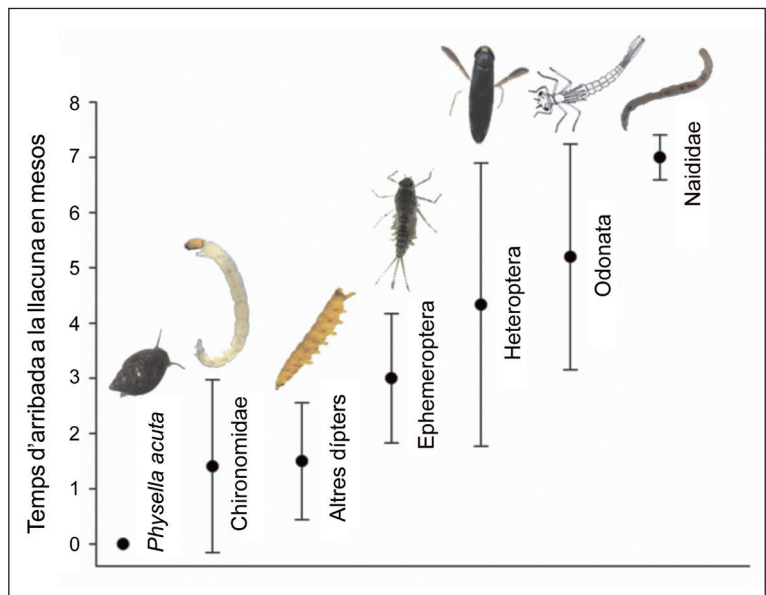 Temps d'arribada a la llacuna en mesos
8
7
6
5
4
3
2
1
0
Physella acuta
Chironomidae
Altres dípters
Ephemeroptera
Heteroptera
Odonata
Naididae